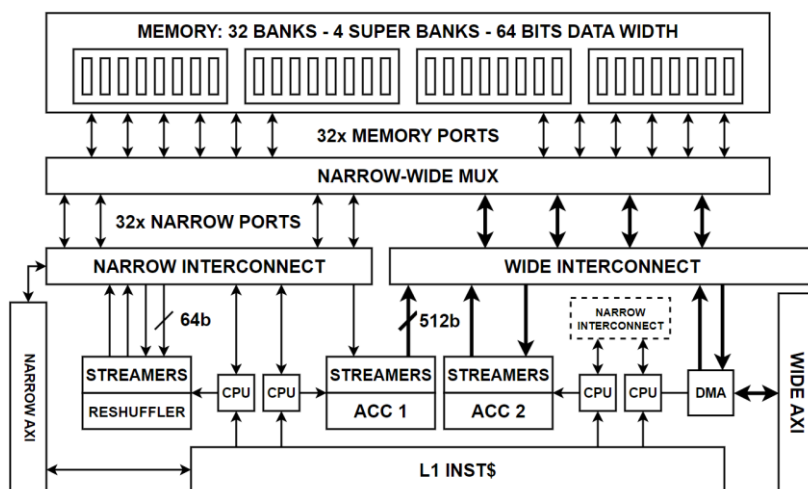 MEMORY: 32 BANKS - 4 SUPER BANKS - 64 BITS DATA WIDTH
32x MEMORY PORTS
NARROW-WIDE MUX
32x NARROW PORTS
NARROW INTERCONNECT
WIDE INTERCONNECT
64b
512b
NARROW
INTERCONNECT
NARROW AXI
STREAMERS
RESHUFFLER
CPU
CPU
STREAMERS
ACC 1
STREAMERS
ACC 2
CPU
CPU
DMA
WIDE AXI
L1 INST$